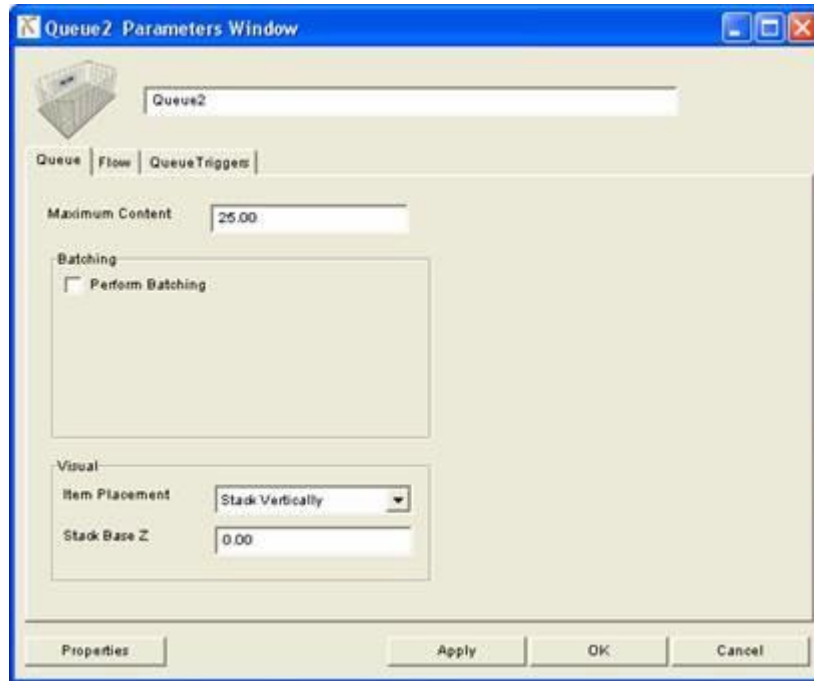 Queue2 Parameters Window
Queue2
Queue Flow QueueTriggers
Maximum Content 25.00
Batching
Perform Batching
Visual
Item Placement Stack Vertically
Stack Base Z 0.00
Properties Apply OK Cancel